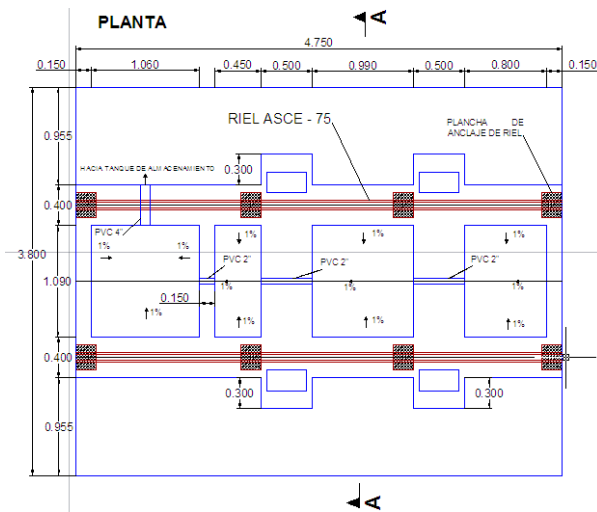 PLANTA
A
4.750
0.150 1.060 0.450 0.500 0.990 0.500 0.800 0.150
RIEL ASCE - 75
PLANCHA DE
ANCLAJE DE RIEL
0.955
HACIA TANQUE DE ALMACENAMIENTO
0.300
0.400
PVC 4"
1% 1% 1% 1% 1%
3.800
PVC 2" PVC 2" PVC 2"
1.090
1% 1% 1%
0.150
1% 1% 1% 1%
0.400
0.300 0.300
0.955
A